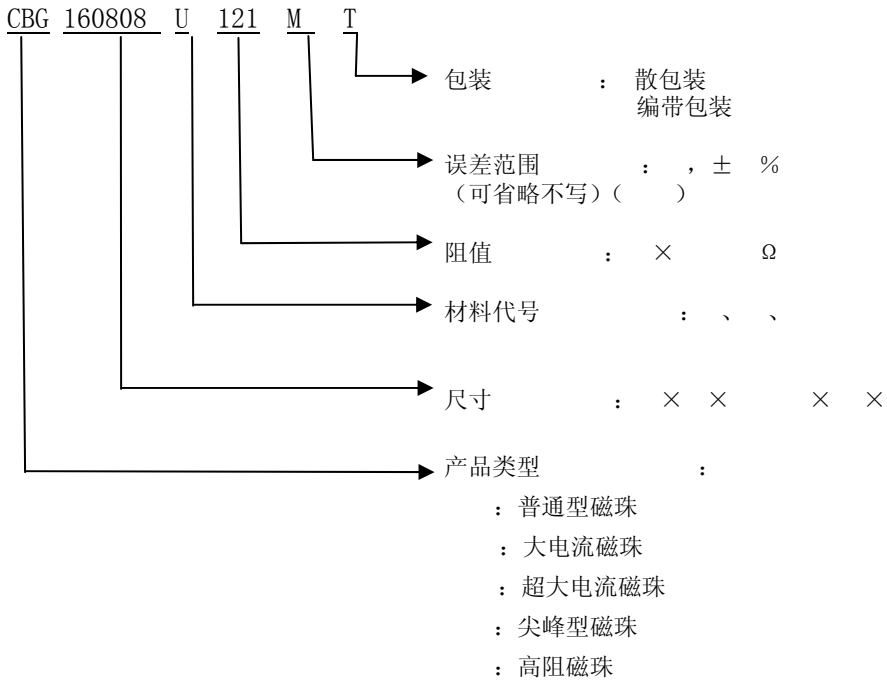 CBG 160808 U 121 M T
包装 : 散包装
编带包装
误差范围 : ,± %
(可省略不写)( )
阻值 : × Ω
材料代号 : 、 、
尺寸 : × × × ×
产品类型 :
: 普通型磁珠
: 大电流磁珠
: 超大电流磁珠
: 尖峰型磁珠
: 高阻磁珠